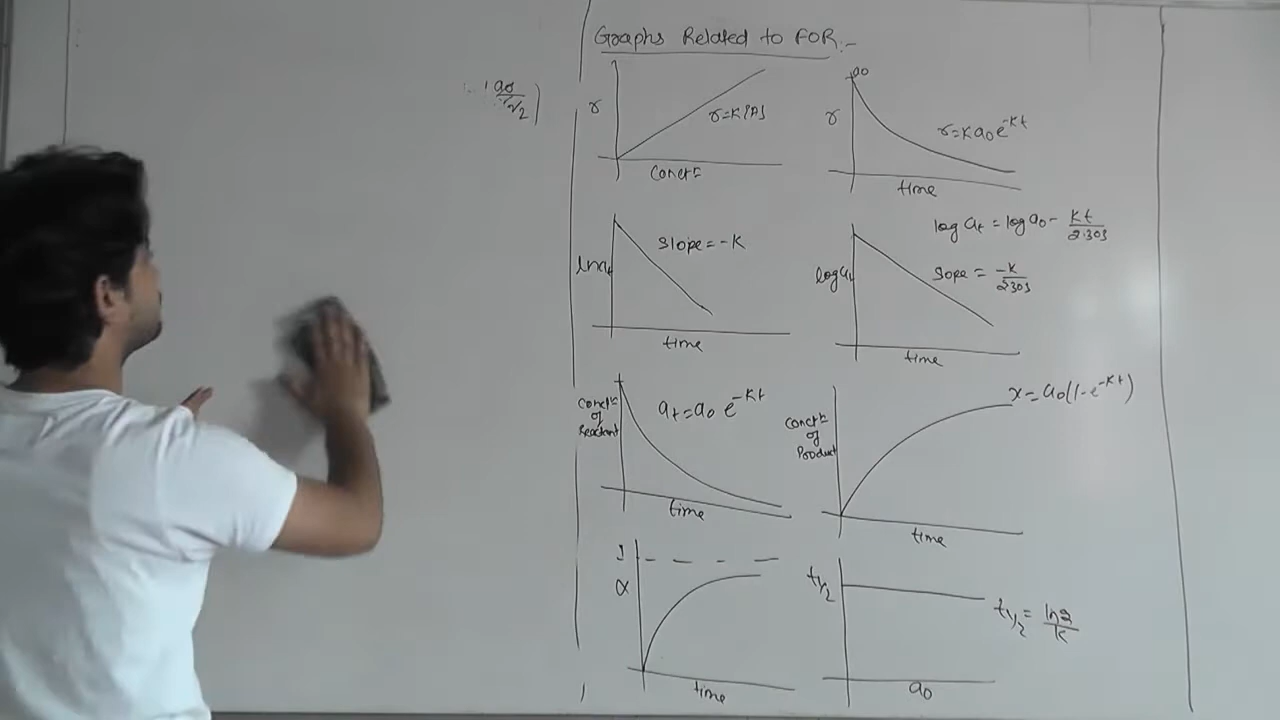 Graphs Related to FOR:-
r
r=K[A]
Concⁿ
a₀
r
r=Ka₀e^-Kt
time
slope=-K
time
log aₜ = log a₀ - Kt/2.303
log aₜ
slope = -K/2.303
time
Concⁿ
of
Reactant
aₜ=a₀ e^-Kt
time
Concⁿ
of
Product
x=a₀(1-e^-Kt)
time
1
α
time
t1/2
t1/2 = ln2/K
a₀